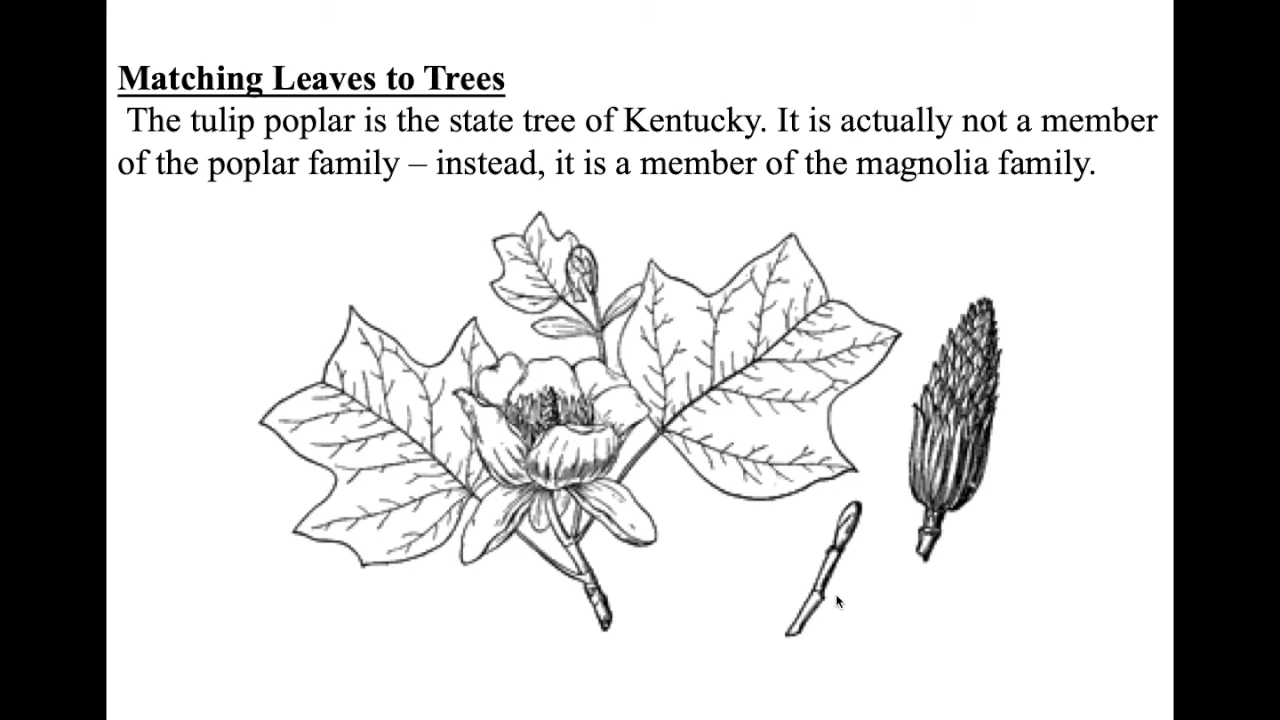 Matching Leaves to Trees
The tulip poplar is the state tree of Kentucky. It is actually not a member
of the poplar family – instead, it is a member of the magnolia family.